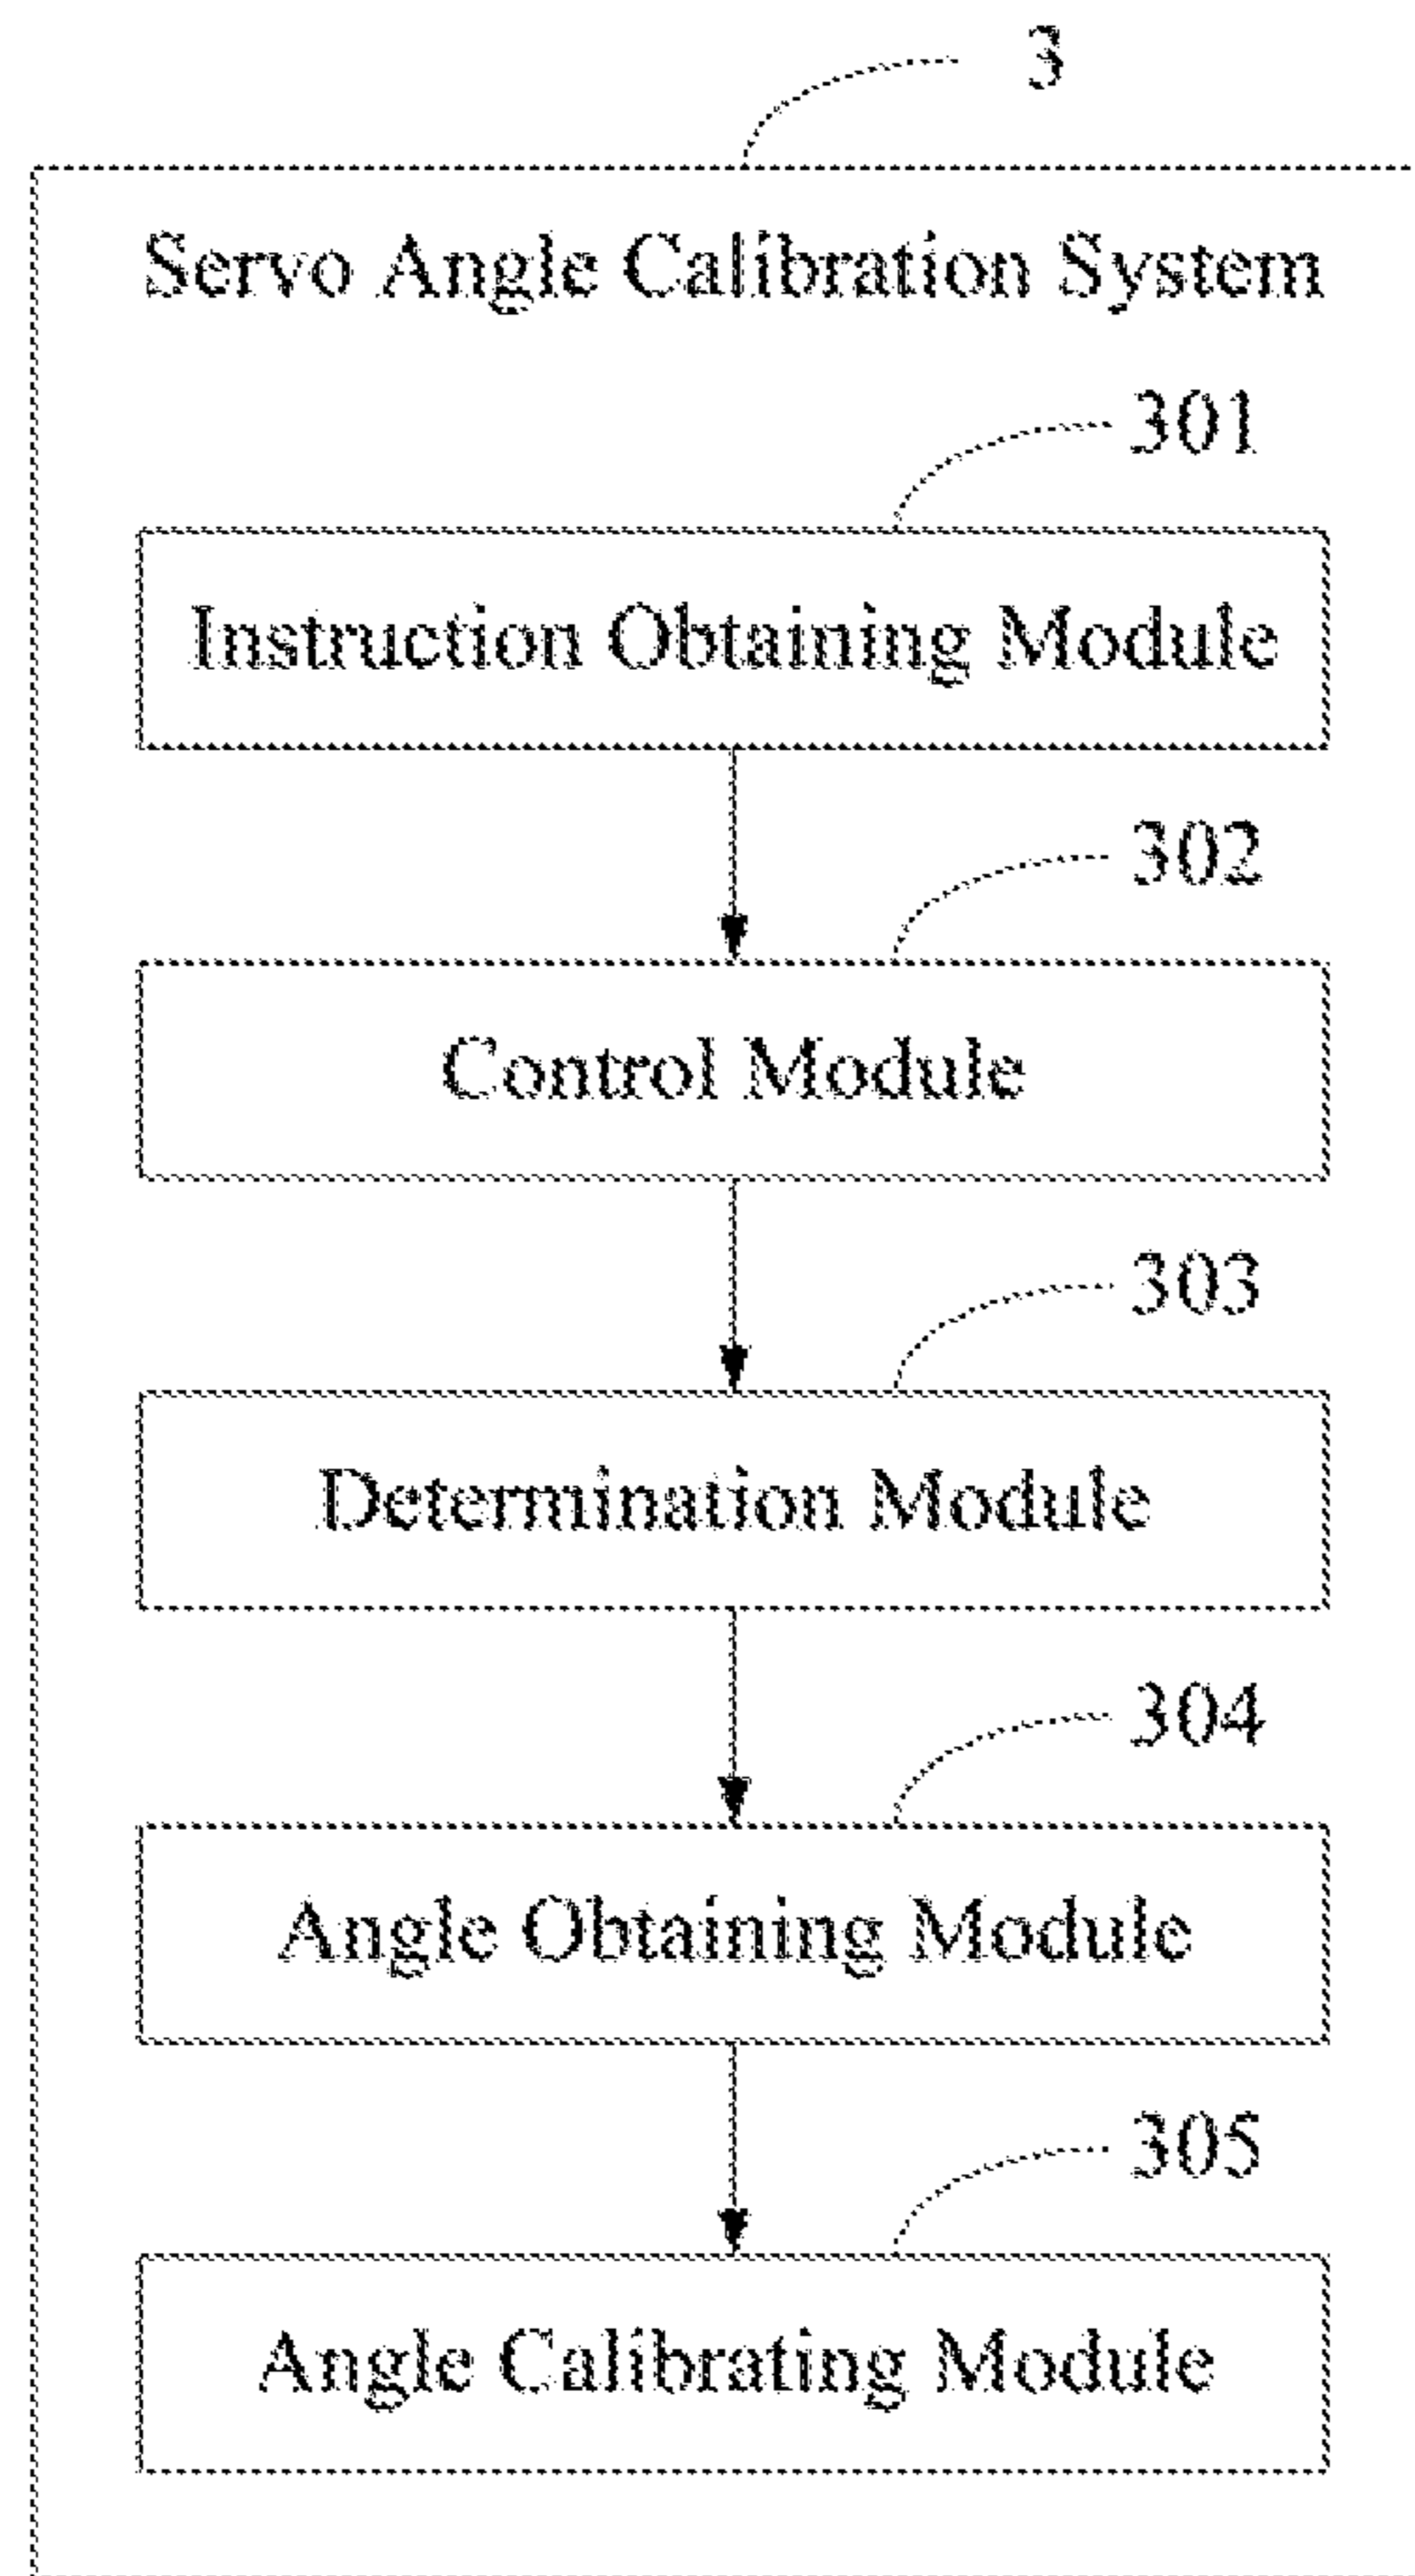 3
Servo Angle Calibration System
301
Instruction Obtaining Module
302
Control Module
303
Determination Module
304
Angle Obtaining Module
305
Angle Calibrating Module